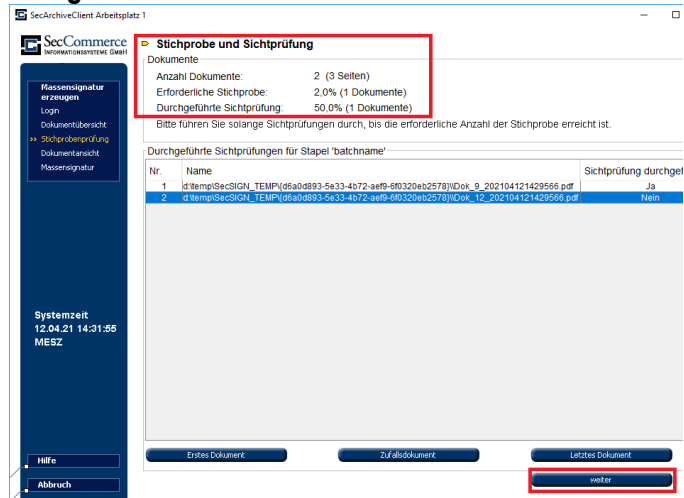 SecArchiveClient Arbeitsplatz 1
SecCommerce
INFORMATIONSSYSTEME GMBH
Massensignatur
erzeugen
Login
Dokumentübersicht
>> Stichprobenprüfung
Dokumentansicht
Massensignatur
Systemzeit
12.04.21 14:31:55
MESZ
Hilfe
Abbruch
Stichprobe und Sichtprüfung
Dokumente
Anzahl Dokumente: 2 (3 Seiten)
Erforderliche Stichprobe: 2,0% (1 Dokumente)
Durchgeführte Sichtprüfung: 50,0% (1 Dokumente)
Bitte führen Sie solange Sichtprüfungen durch, bis die erforderliche Anzahl der Stichprobe erreicht ist.
Durchgeführte Sichtprüfungen für Stapel 'batchname'
Nr. Name Sichtprüfung durchgef
1 d:\temp\SecSIGN_TEMP\{d6a0d893-5e33-4b72-aef9-6f0320eb2578}\\Dok_9_202104121429566.pdf Ja
2 d:\temp\SecSIGN_TEMP\{d6a0d893-5e33-4b72-aef9-6f0320eb2578}\\Dok_12_202104121429566.pdf Nein
Erstes Dokument Zufallsdokument Letztes Dokument
weiter